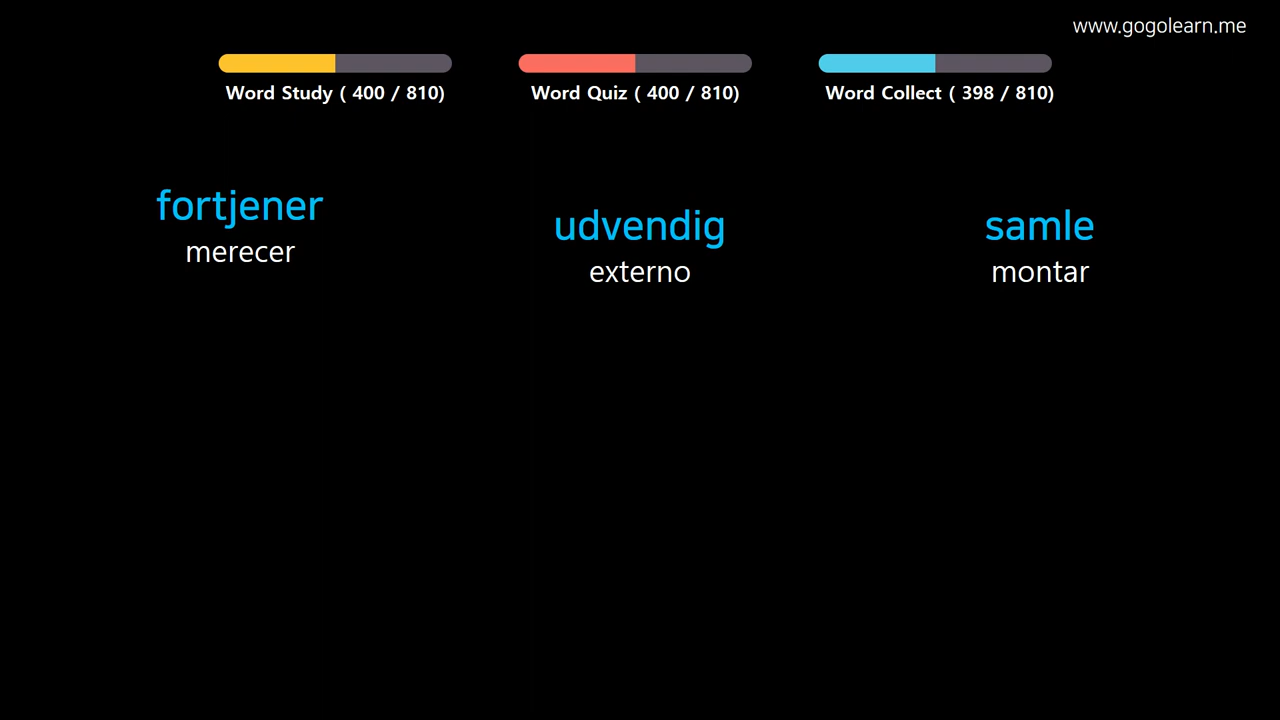 www.gogolearn.me
Word Study ( 400 / 810)
Word Quiz ( 400 / 810)
Word Collect ( 398 / 810)
fortjener
merecer
udvendig
externo
samle
montar